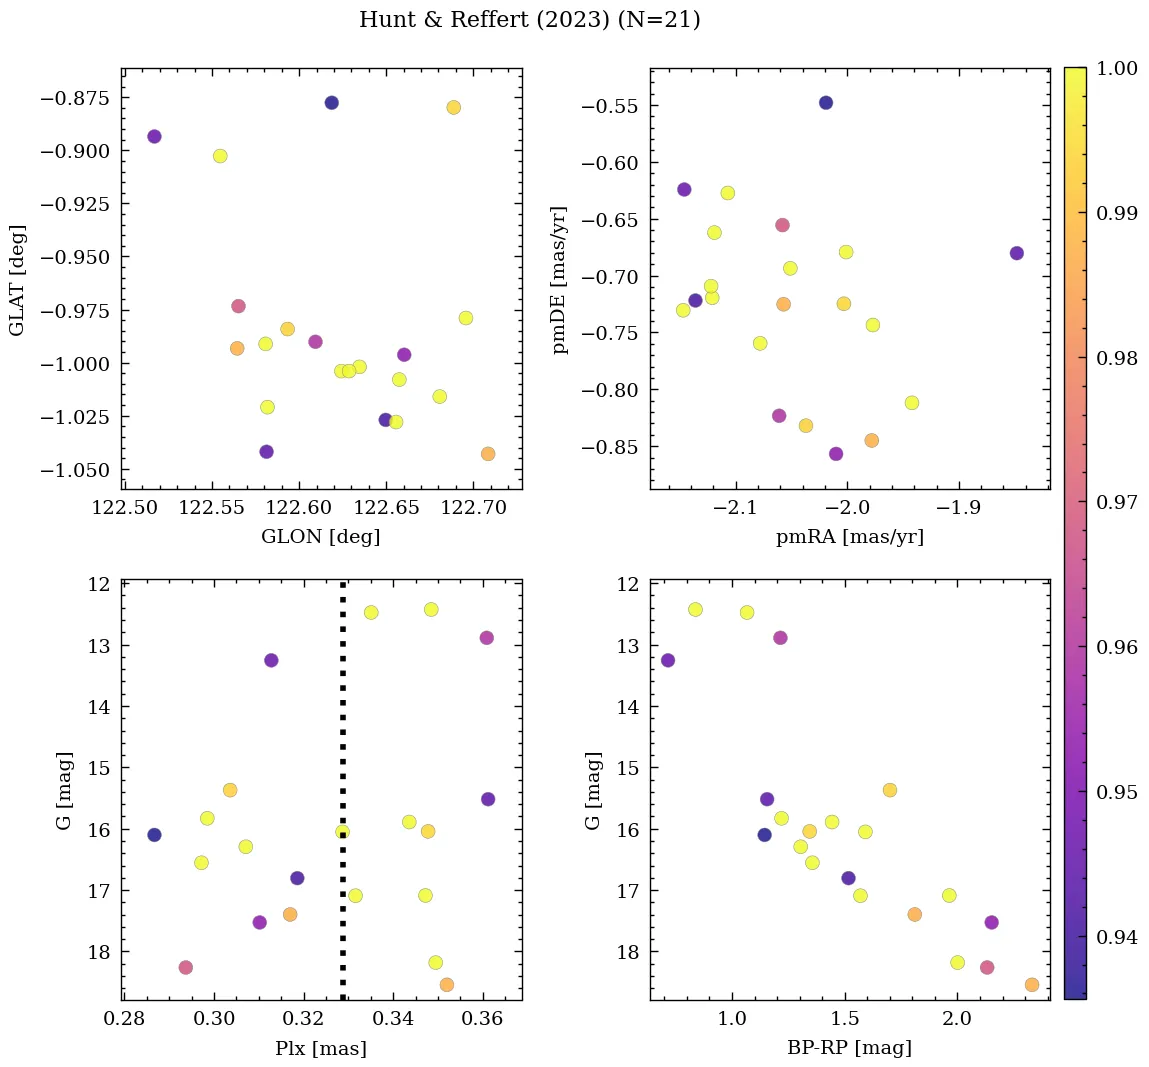 Hunt & Reffert (2023) (N=21)
−0.875
−0.900
−0.925
−0.950
−0.975
−1.000
−1.025
−1.050
GLAT [deg]
122.50 122.55 122.60 122.65 122.70
GLON [deg]
−0.55
−0.60
−0.65
−0.70
−0.75
−0.80
−0.85
pmDE [mas/yr]
−2.1 −2.0 −1.9
pmRA [mas/yr]
12
13
14
15
16
17
18
G [mag]
0.28 0.30 0.32 0.34 0.36
Plx [mas]
12
13
14
15
16
17
18
G [mag]
1.0 1.5 2.0
BP-RP [mag]
1.00
0.99
0.98
0.97
0.96
0.95
0.94